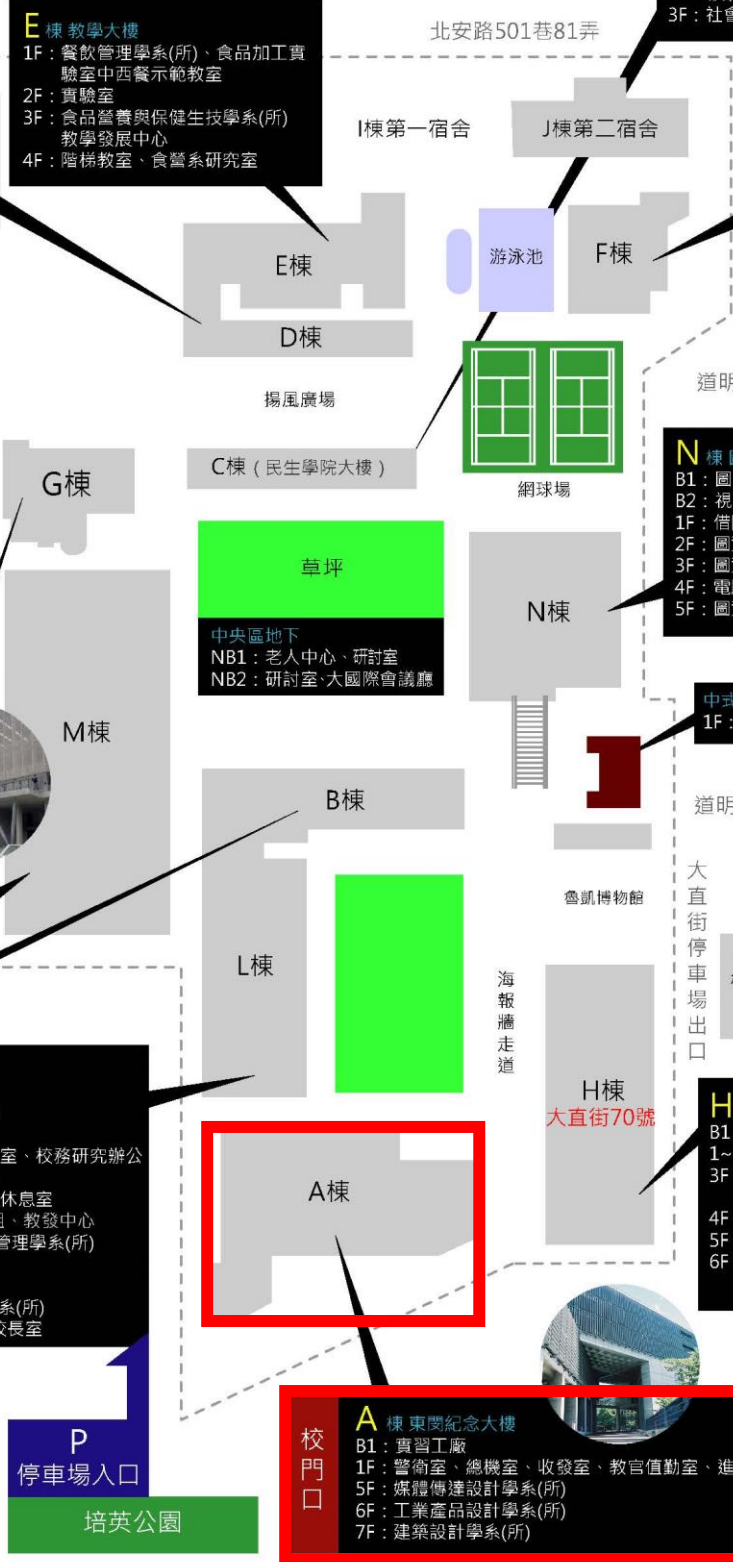 E 棟 教學大樓
1F：餐飲管理學系(所)、食品加工實
驗室中西餐示範教室
2F：實驗室
3F：食品營養與保健生技學系(所)
教學發展中心
4F：階梯教室、食營系研究室
北安路501巷81弄
3F：社會
I棟第一宿舍
J棟第二宿舍
E棟
游泳池
F棟
D棟
揚風廣場
道明
C棟（民生學院大樓）
網球場
G棟
N 棟
B1：圖
B2：視
1F：借
2F：圖
3F：圖
4F：電
5F：圖
草坪
N棟
中央區地下
NB1：老人中心、研討室
NB2：研討室、大國際會議廳
中式
1F：
M棟
B棟
道明
魯凱博物館
大直街停車場出口
L棟
海報牆走道
H棟
大直街70號
H
B1
1~
3F
4F
5F
6F
室、校務研究辦公
休息室
、教發中心
管理學系(所)
系(所)
校長室
A棟
P
停車場入口
培英公園
校門口
A 棟 東閔紀念大樓
B1：實習工廠
1F：警衛室、總機室、收發室、教官值勤室、進
5F：媒體傳達設計學系(所)
6F：工業產品設計學系(所)
7F：建築設計學系(所)